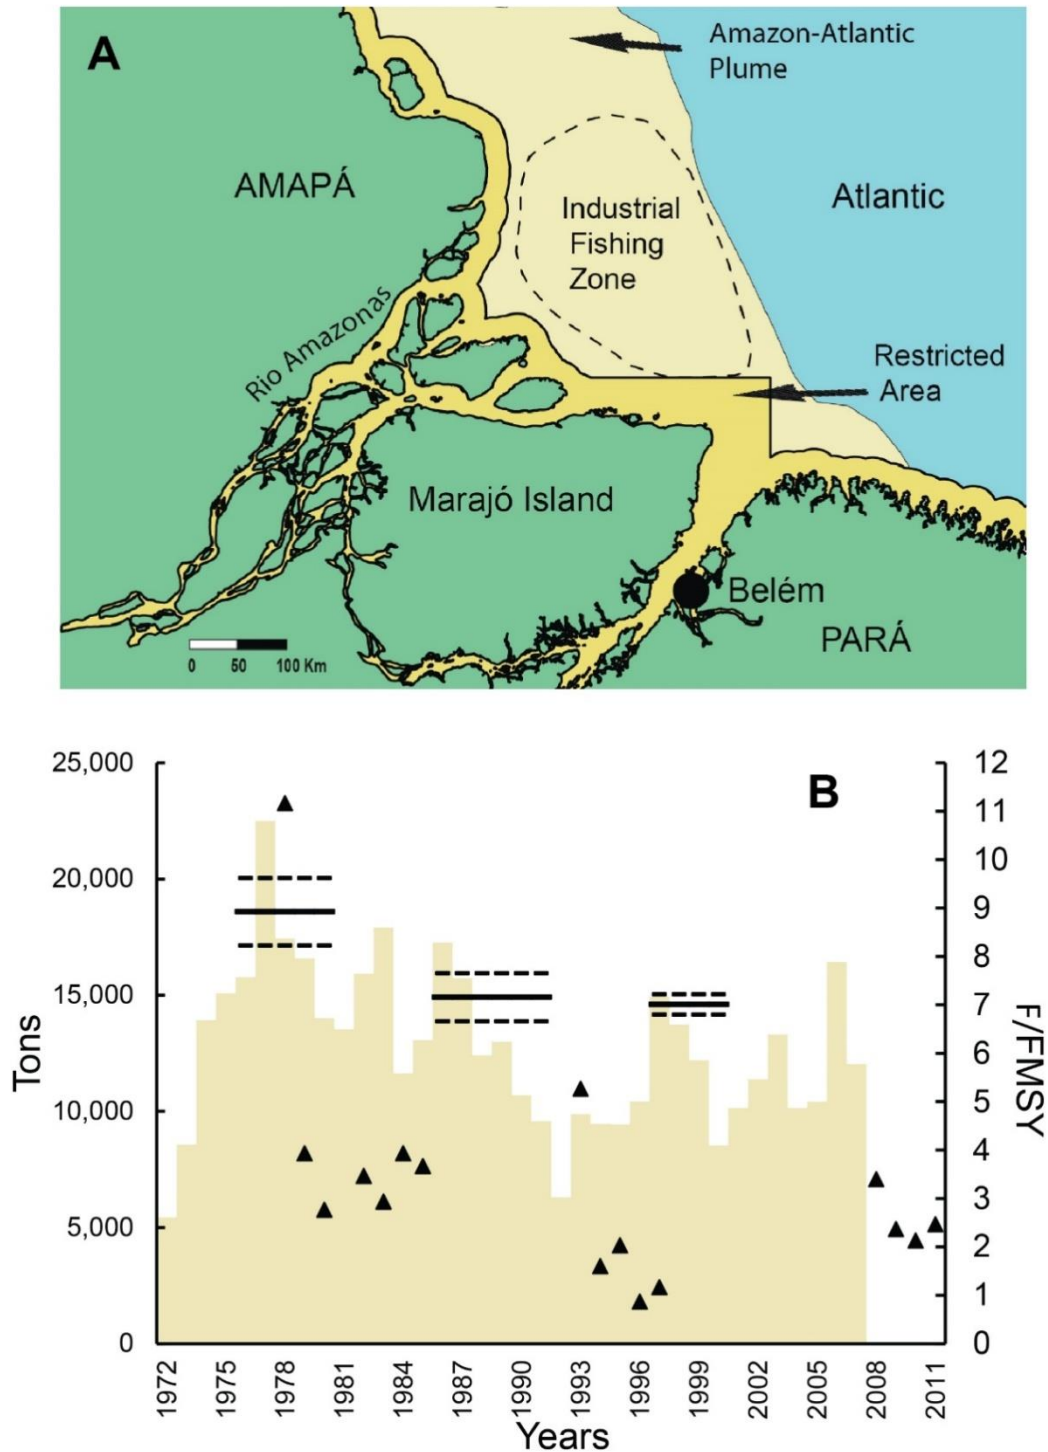 A
Amazon-Atlantic
Plume
AMAPÁ
Atlantic
Industrial
Fishing
Zone
Rio Amazonas
Restricted
Area
Marajó Island
Belém
PARÁ
0 50 100 Km
B
25,000
20,000
15,000
10,000
5,000
0
Tons
12
11
10
9
8
7
6
5
4
3
2
1
0
F/FMSY
1972 1975 1978 1981 1984 1987 1990 1993 1996 1999 2002 2005 2008 2011
Years